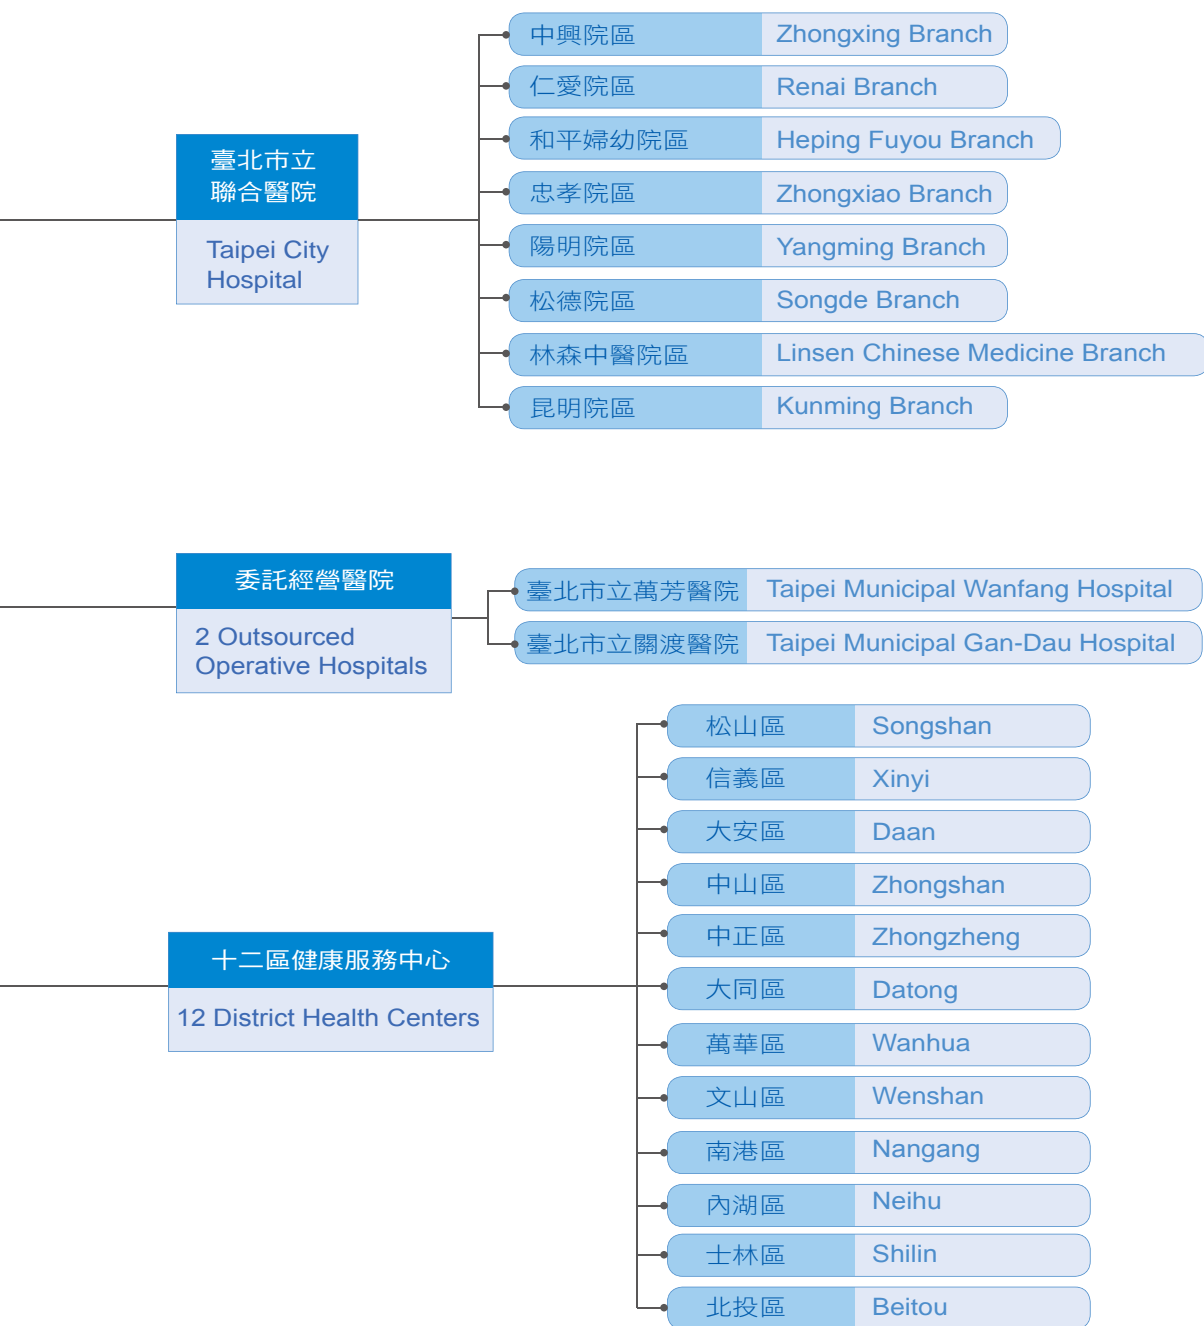 臺北市立
聯合醫院
Taipei City
Hospital
中興院區 Zhongxing Branch
仁愛院區 Renai Branch
和平婦幼院區 Heping Fuyou Branch
忠孝院區 Zhongxiao Branch
陽明院區 Yangming Branch
松德院區 Songde Branch
林森中醫院區 Linsen Chinese Medicine Branch
昆明院區 Kunming Branch
委託經營醫院
2 Outsourced
Operative Hospitals
臺北市立萬芳醫院 Taipei Municipal Wanfang Hospital
臺北市立關渡醫院 Taipei Municipal Gan-Dau Hospital
十二區健康服務中心
12 District Health Centers
松山區 Songshan
信義區 Xinyi
大安區 Daan
中山區 Zhongshan
中正區 Zhongzheng
大同區 Datong
萬華區 Wanhua
文山區 Wenshan
南港區 Nangang
內湖區 Neihu
士林區 Shilin
北投區 Beitou